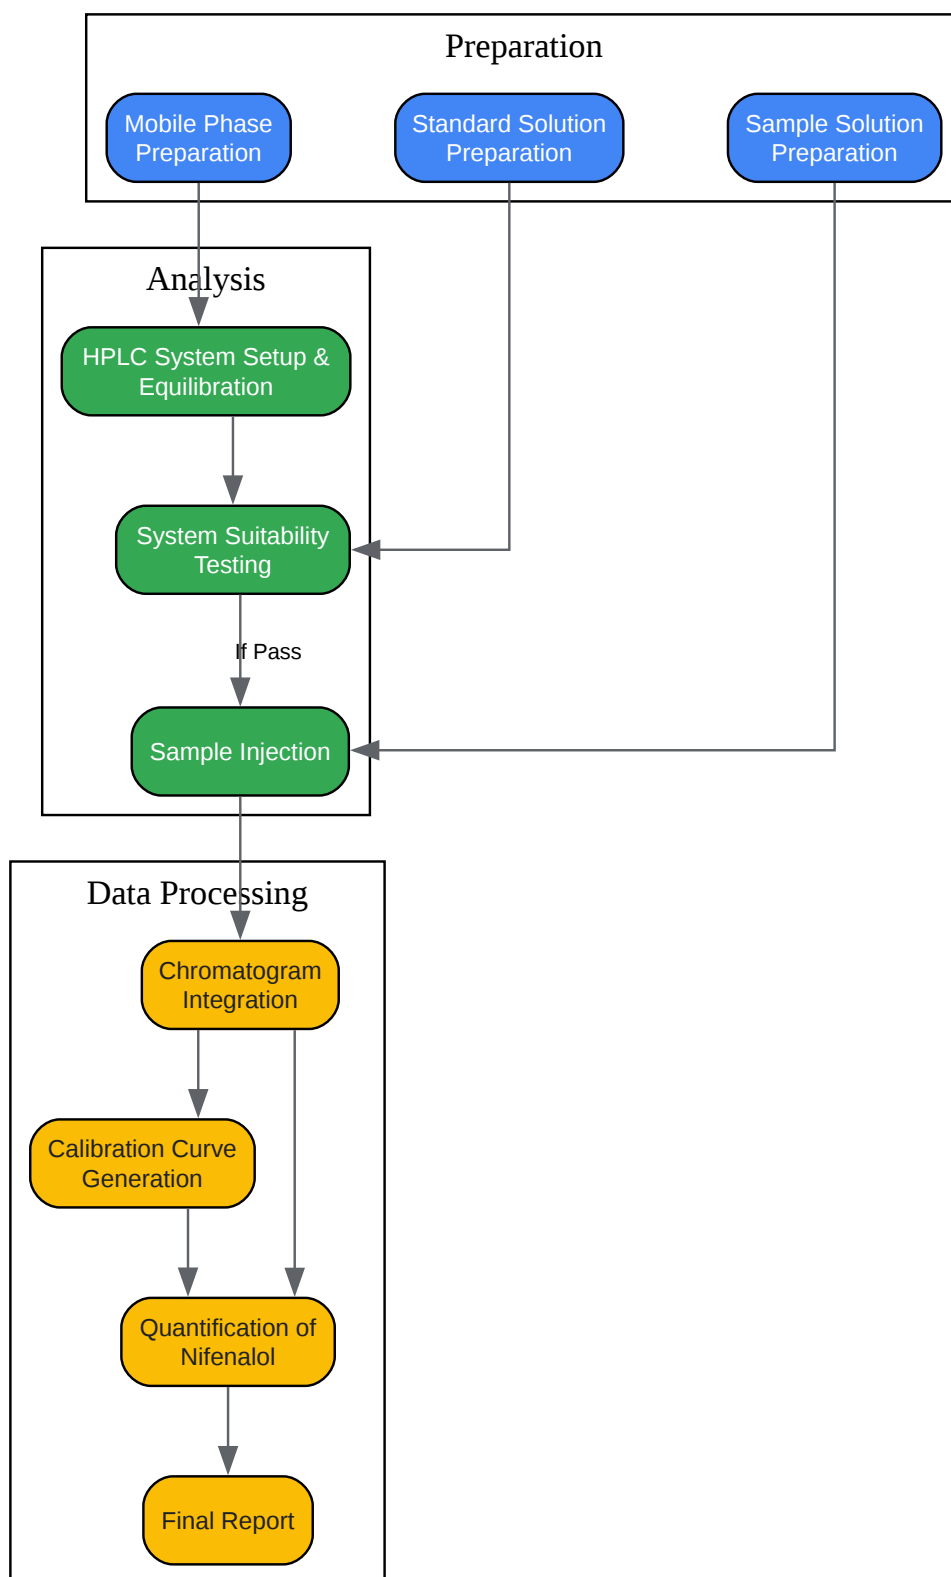 Preparation
Mobile Phase
Preparation
Standard Solution
Preparation
Sample Solution
Preparation
Analysis
HPLC System Setup &
Equilibration
System Suitability
Testing
If Pass
Sample Injection
Data Processing
Chromatogram
Integration
Calibration Curve
Generation
Quantification of
Nifenalol
Final Report